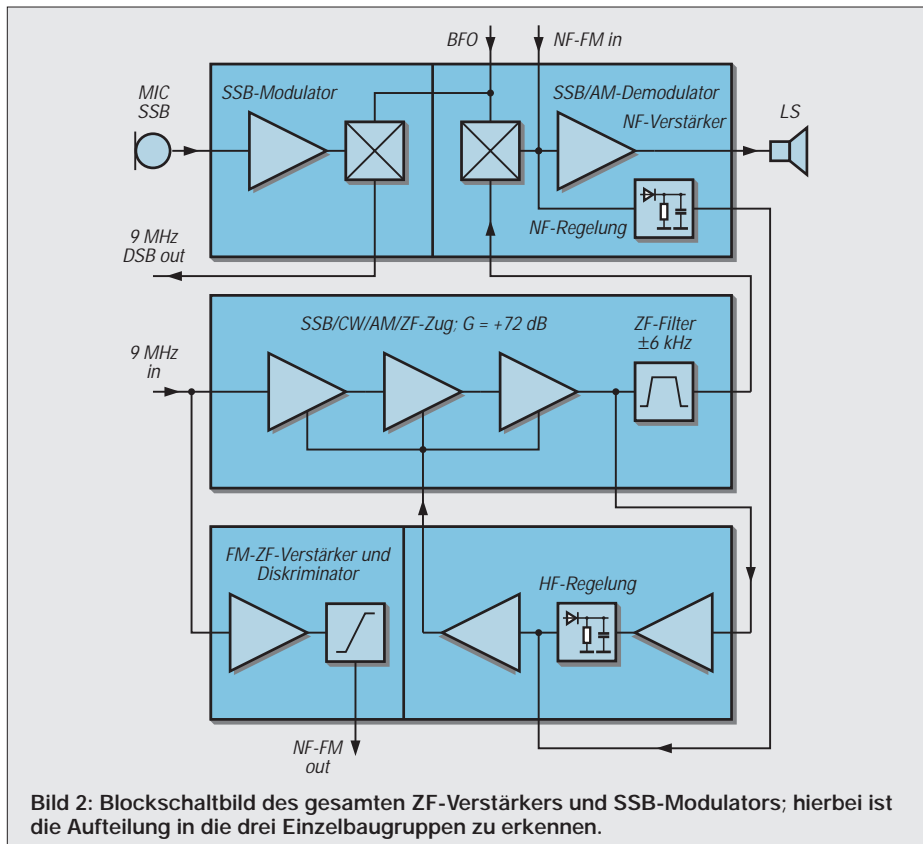 BFO
NF-FM in
MIC
SSB
SSB-Modulator
SSB/AM-Demodulator
NF-Verstärker
LS
NF-Regelung
9 MHz
DSB out
SSB/CW/AM/ZF-Zug; G = +72 dB
ZF-Filter
±6 kHz
9 MHz
in
FM-ZF-Verstärker und
Diskriminator
HF-Regelung
NF-FM
out
Bild 2: Blockschaltbild des gesamten ZF-Verstärkers und SSB-Modulators; hierbei ist
die Aufteilung in die drei Einzelbaugruppen zu erkennen.